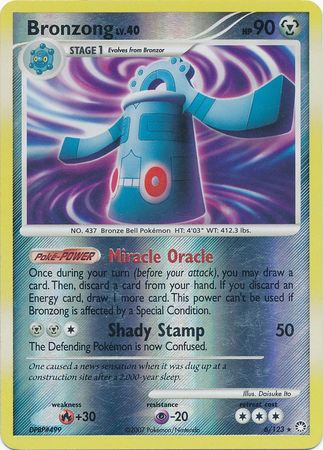 Bronzong LV.40 HP 90
STAGE 1 Evolves from Bronzor
NO. 437 Bronze Bell Pokémon HT: 4'03" WT: 412.3 lbs.
Poké-POWER Miracle Oracle
Once during your turn (before your attack), you may draw
a card. Then, discard a card from your hand. If you discard an
Energy card, draw 1 more card. This power can't be used if
Bronzong is affected by a Special Condition.
Shady Stamp 50
The Defending Pokémon is now Confused.
One caused a news sensation when it was dug up at a
construction site after a 2,000-year sleep.
Illus. Daisuke Ito
weakness resistance retreat cost
+30 -20
DPBP#499 ©2007 Pokémon/Nintendo 6/123 ★